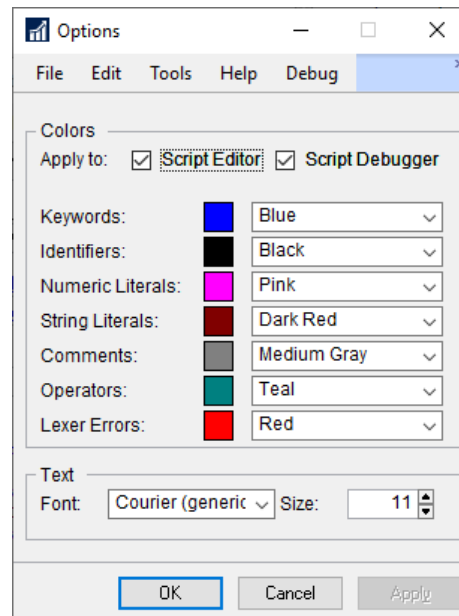 Options
File Edit Tools Help Debug
Colors
Apply to: Script Editor Script Debugger
Keywords: Blue
Identifiers: Black
Numeric Literals: Pink
String Literals: Dark Red
Comments: Medium Gray
Operators: Teal
Lexer Errors: Red
Text
Font: Courier (generic Size: 11
OK Cancel Apply